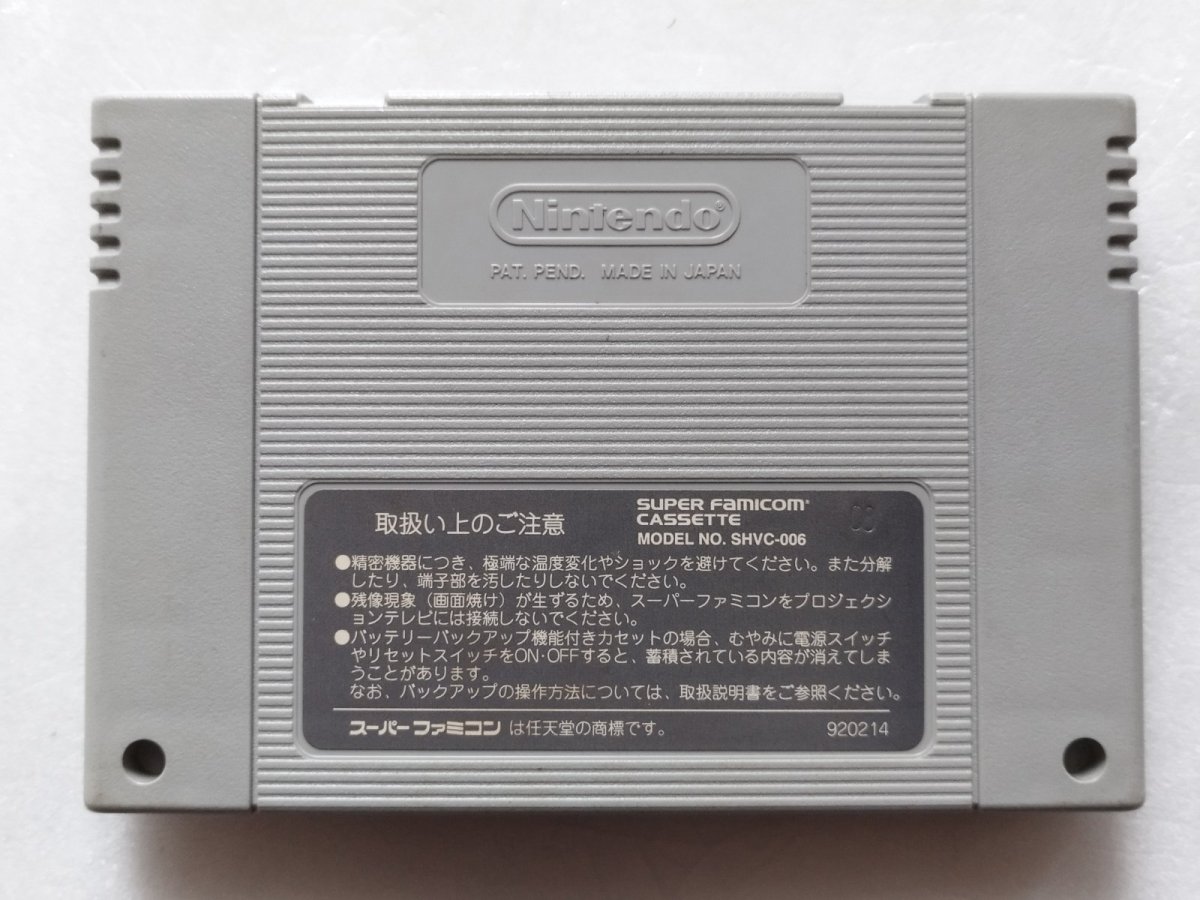 Nintendo®
PAT. PEND. MADE IN JAPAN
取扱い上のご注意
SUPER FAMICOM®
CASSETTE
MODEL NO. SHVC-006
●精密機器につき、極端な温度変化やショックを避けてください。また分解
したり、端子部を汚したりしないでください。
●残像現象（画面焼け）が生ずるため、スーパーファミコンをプロジェクシ
ョンテレビには接続しないでください。
●バッテリーバックアップ機能付きカセットの場合、むやみに電源スイッチ
やリセットスイッチをON·OFFすると、蓄積されている内容が消えてしま
うことがあります。
なお、バックアップの操作方法については、取扱説明書をご参照ください。
スーパーファミコンは任天堂の商標です。
920214